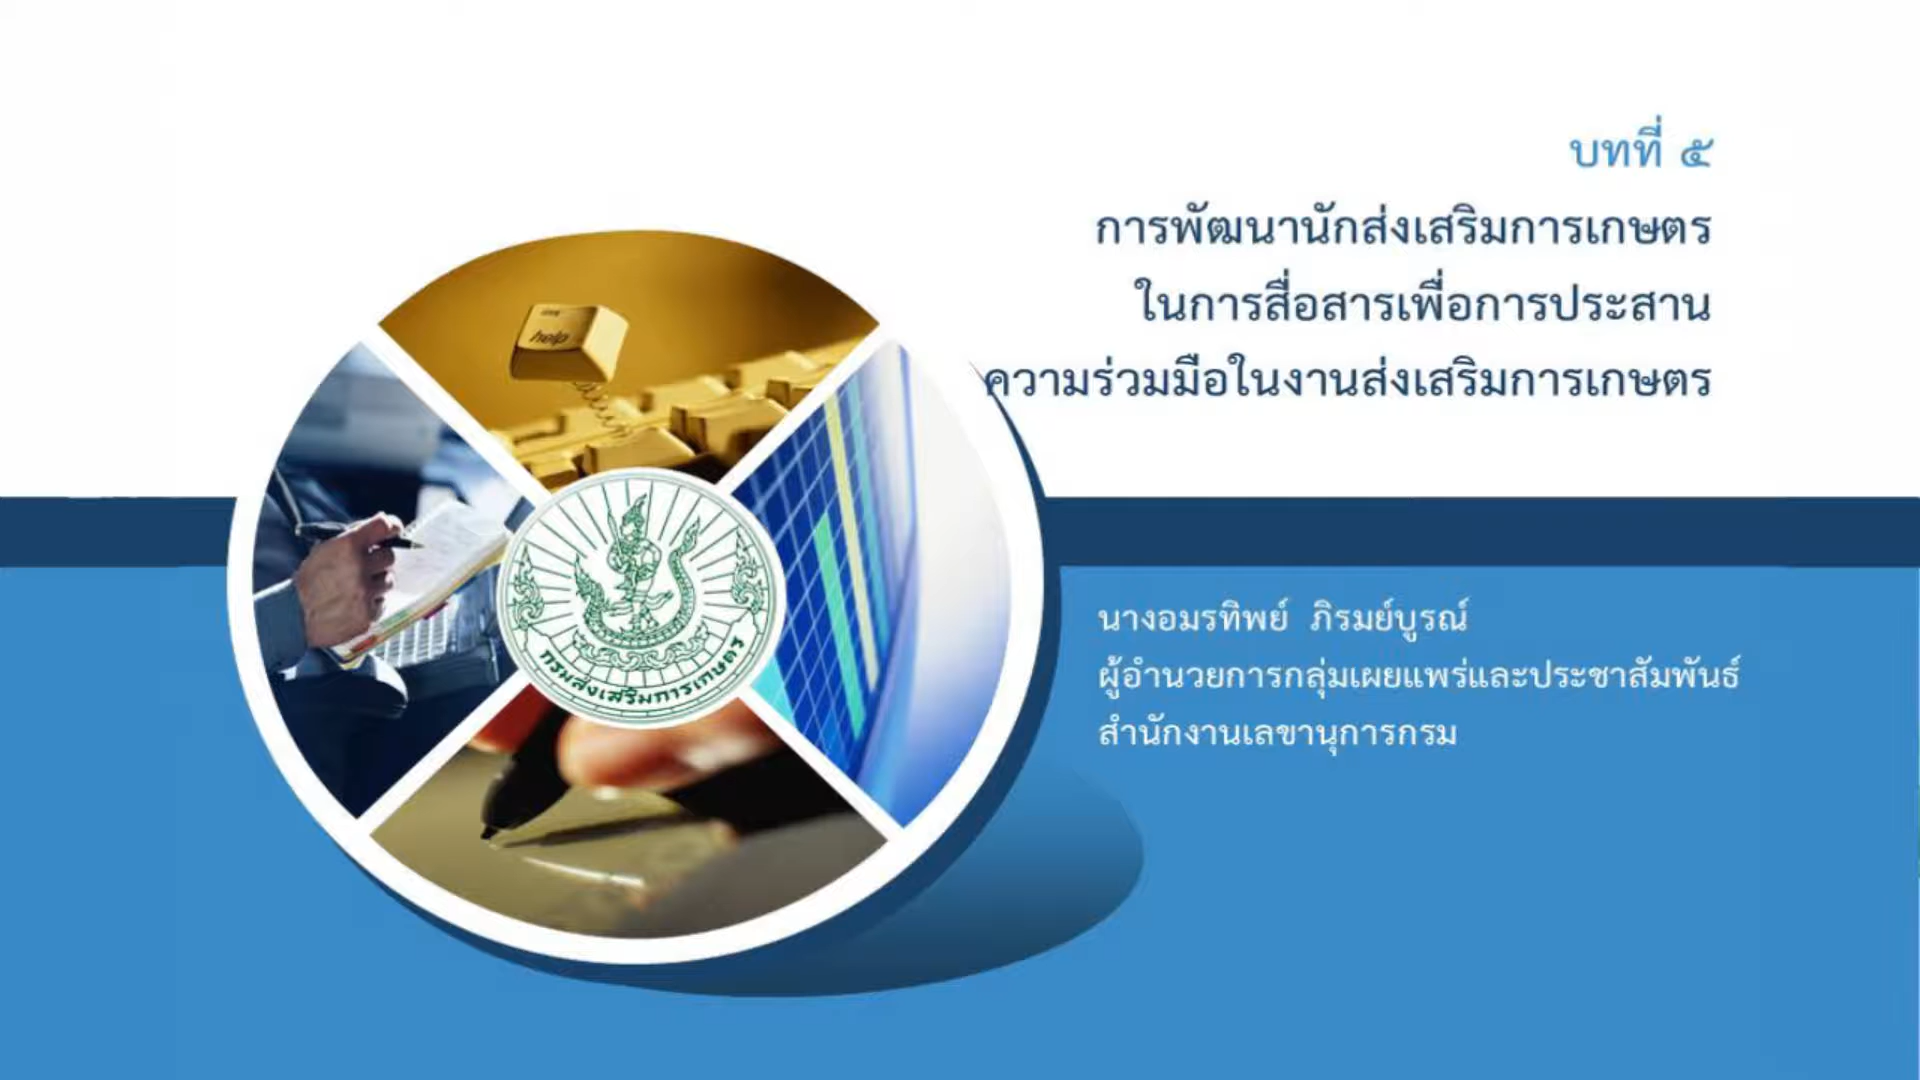 บทที่ ๕
การพัฒนานักส่งเสริมการเกษตร
ในการสื่อสารเพื่อการประสาน
ความร่วมมือในงานส่งเสริมการเกษตร
help
กรมส่งเสริมการเกษตร
นางอมรทิพย์ ภิรมย์บูรณ์
ผู้อำนวยการกลุ่มเผยแพร่และประชาสัมพันธ์
สำนักงานเลขานุการกรม